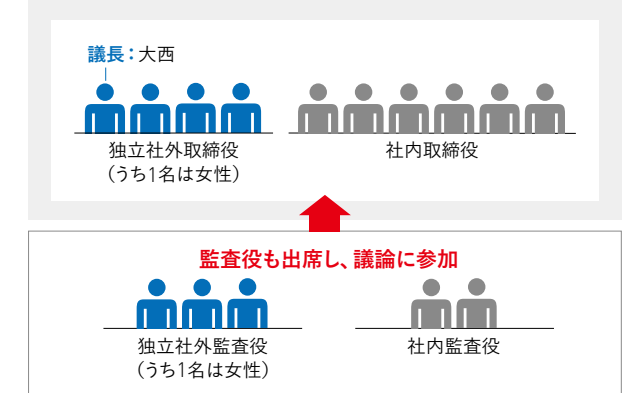 議長：大西
独立社外取締役
（うち1名は女性）
社内取締役
監査役も出席し、議論に参加
独立社外監査役
（うち1名は女性）
社内監査役